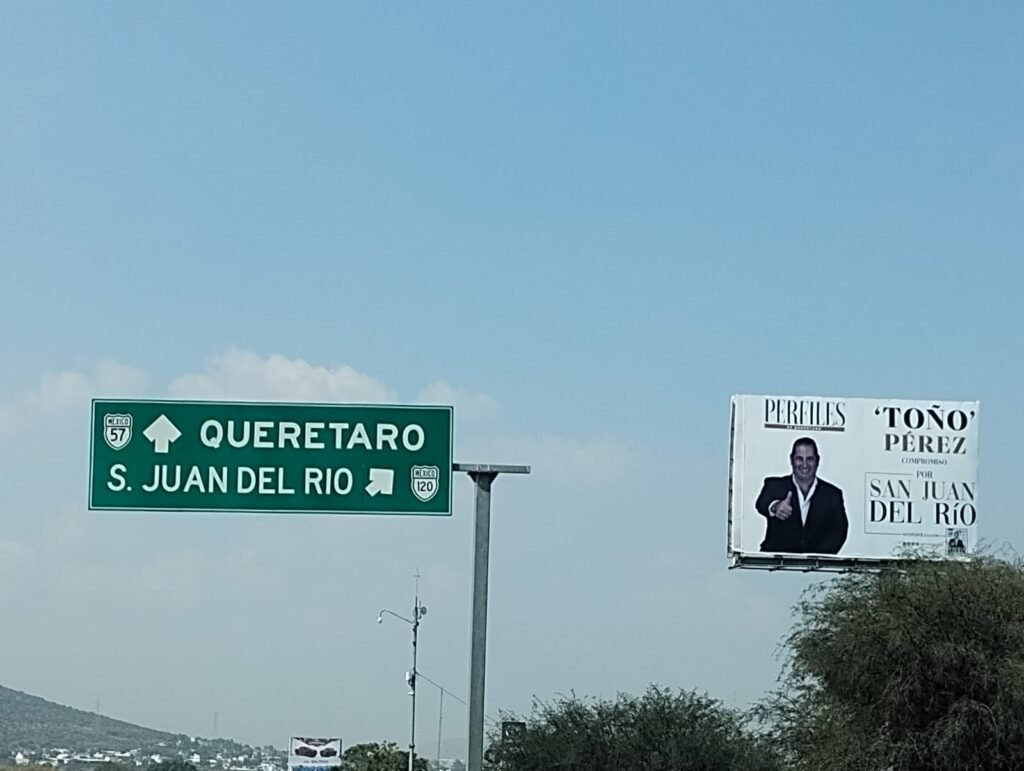 MEXICO
57
QUERETARO
S. JUAN DEL RIO
MEXICO
120
PERFILES
'TOÑO'
PÉREZ
COMPROMISO
POR
SAN JUAN
DEL RÍO